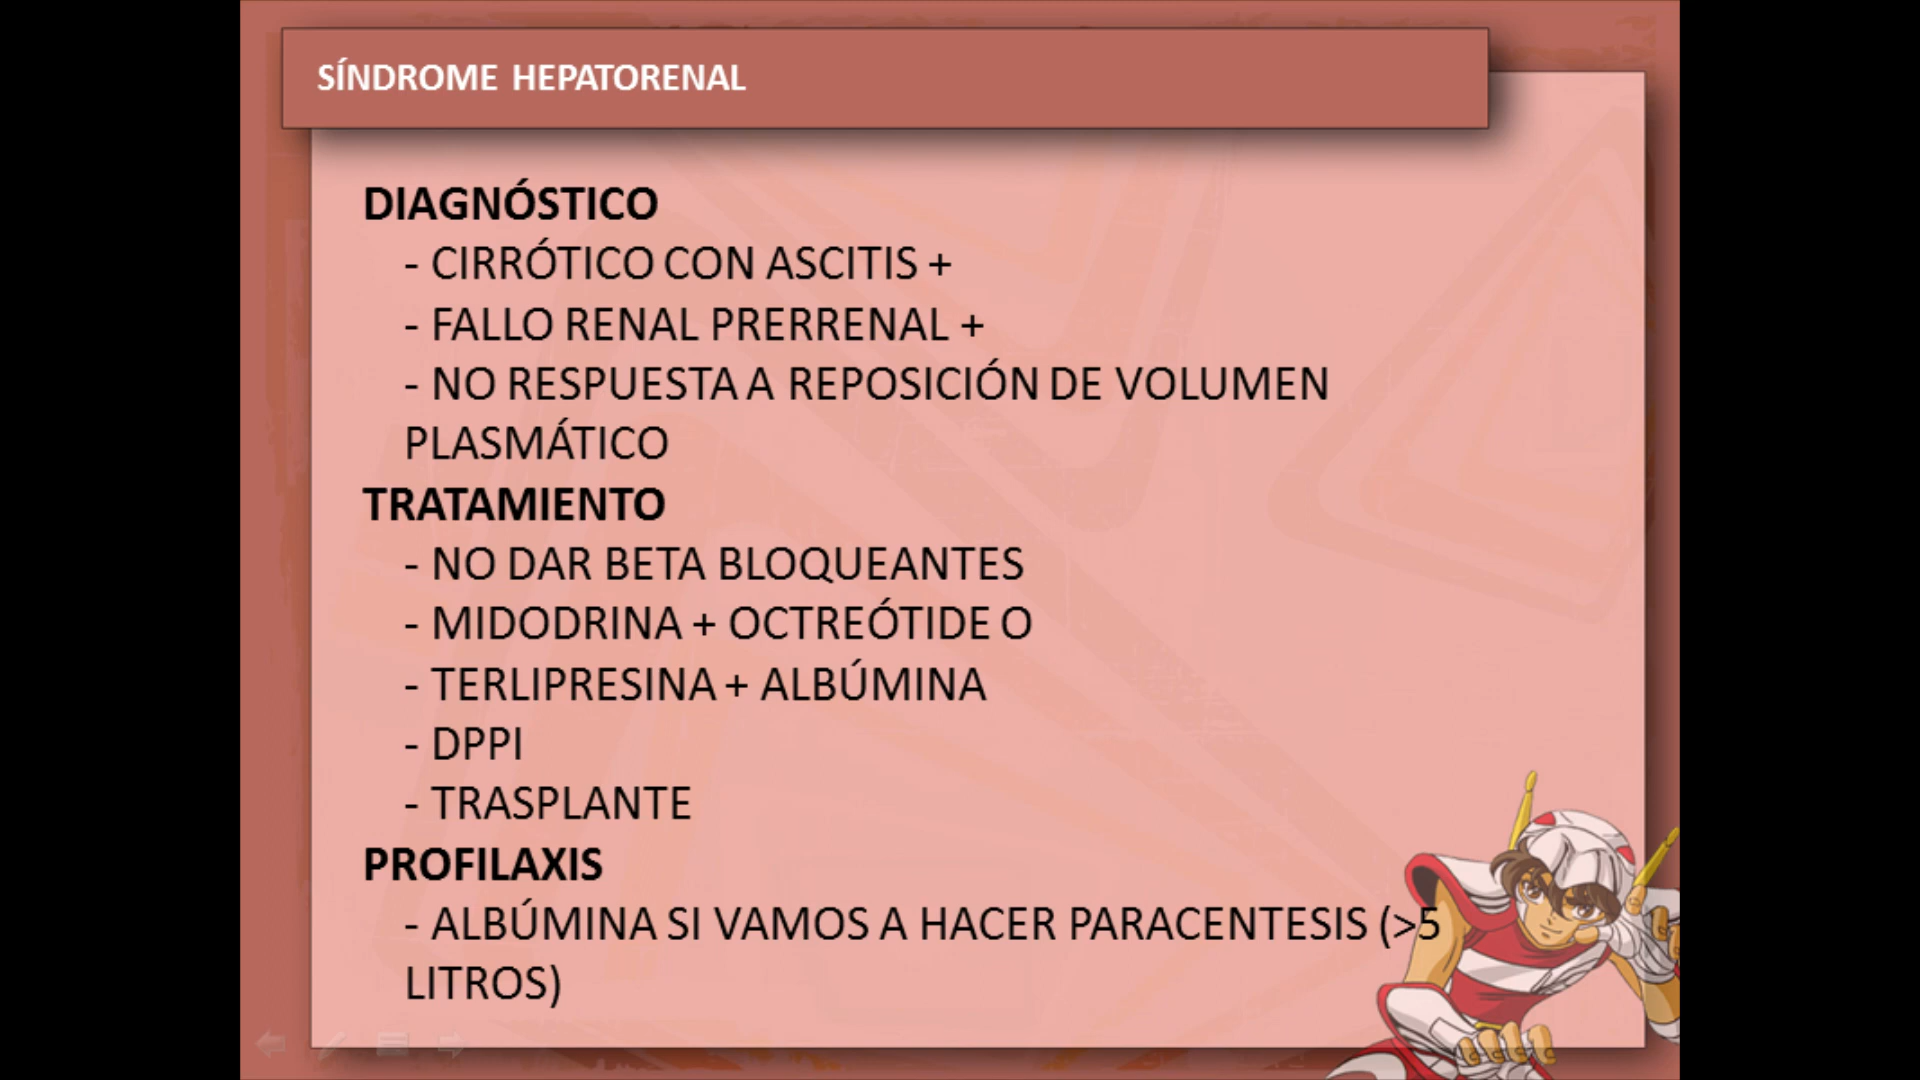 SÍNDROME HEPATORENAL
DIAGNÓSTICO
- CIRRÓTICO CON ASCITIS +
- FALLO RENAL PRERRENAL +
- NO RESPUESTA A REPOSICIÓN DE VOLUMEN
PLASMÁTICO
TRATAMIENTO
- NO DAR BETA BLOQUEANTES
- MIDODRINA + OCTREÓTIDE O
- TERLIPRESINA + ALBÚMINA
- DPPI
- TRASPLANTE
PROFILAXIS
- ALBÚMINA SI VAMOS A HACER PARACENTESIS (>5
LITROS)